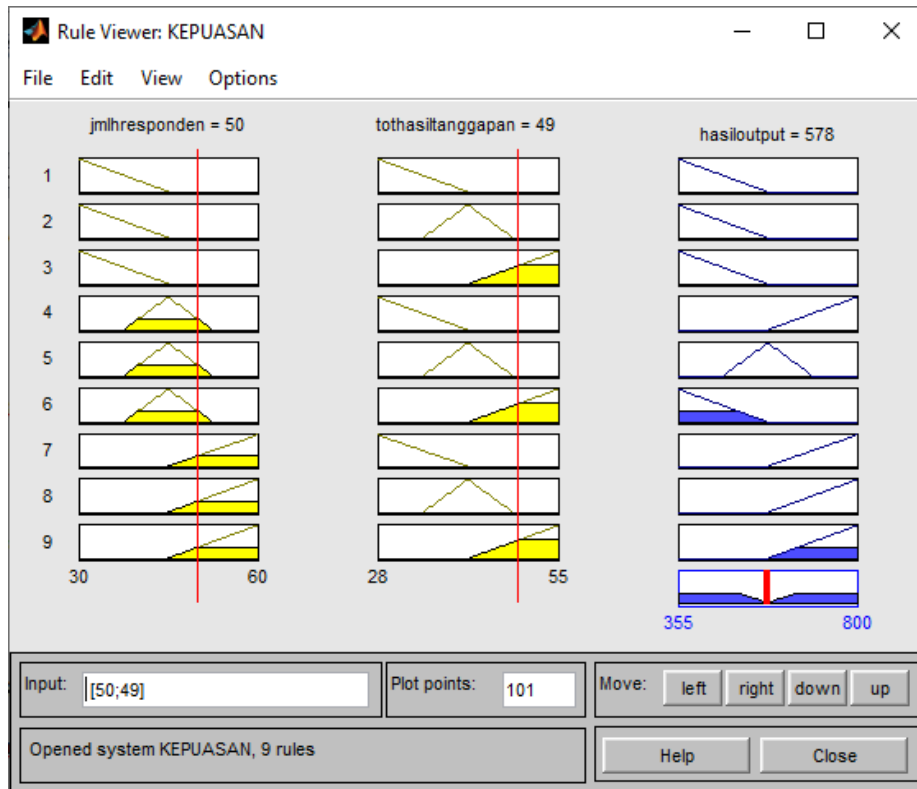 Rule Viewer: KEPUASAN
File Edit View Options
jmlhresponden = 50 tothasiltanggapan = 49 hasiloutput = 578
1
2
3
4
5
6
7
8
9
30 60 28 55
355 800
Input: [50;49] Plot points: 101 Move: left right down up
Opened system KEPUASAN, 9 rules Help Close